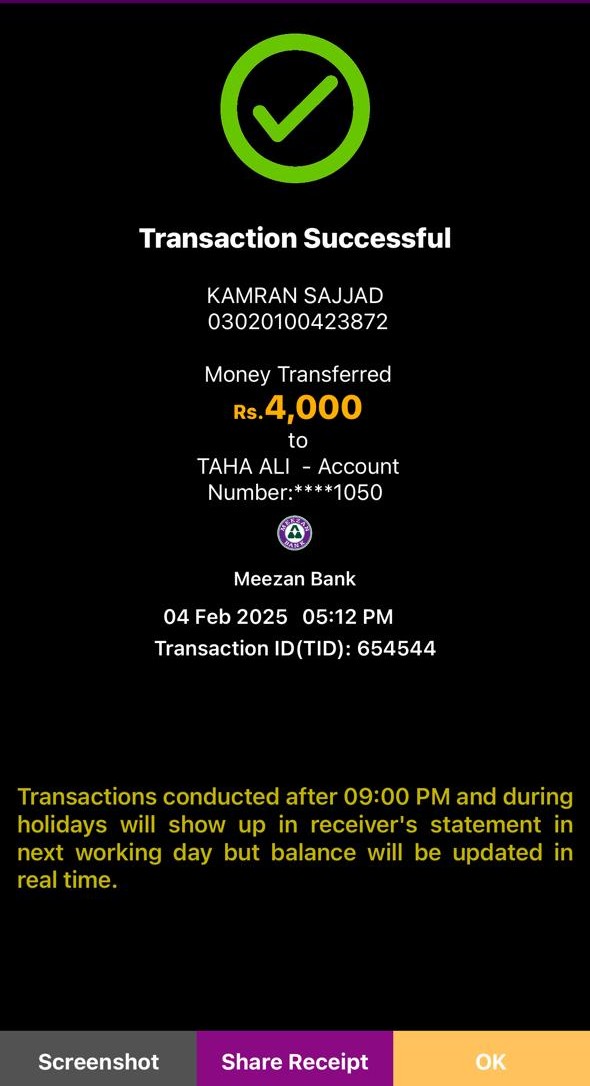 Transaction Successful
KAMRAN SAJJAD
03020100423872
Money Transferred
Rs.4,000
to
TAHA ALI - Account
Number:****1050
MEEZAN
BANK
Meezan Bank
04 Feb 2025 05:12 PM
Transaction ID(TID): 654544
Transactions conducted after 09:00 PM and during
holidays will show up in receiver's statement in
next working day but balance will be updated in
real time.
Screenshot
Share Receipt
OK